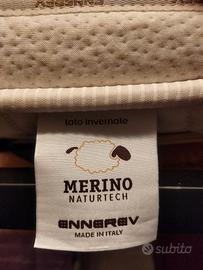 lato invernale
MERINO
NATURTECH
ENNEREV
MADE IN ITALY
subito